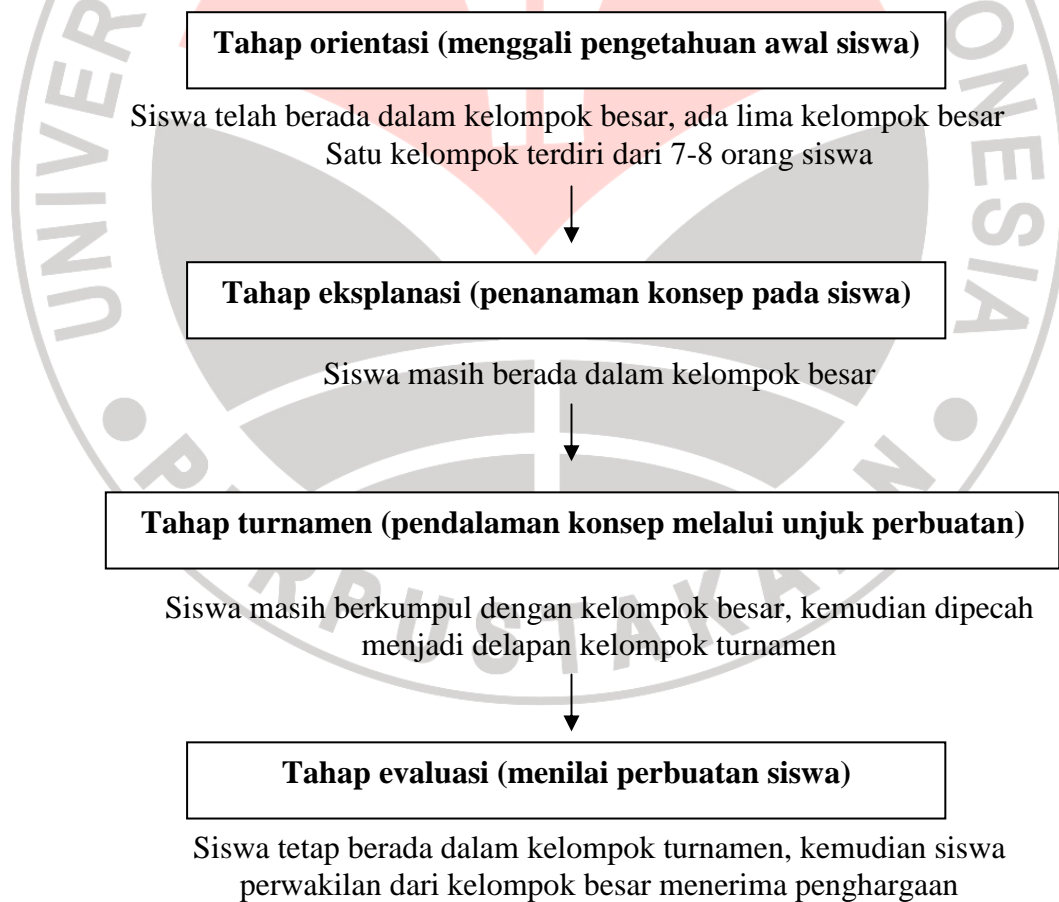 Tahap orientasi (menggali pengetahuan awal siswa)
Siswa telah berada dalam kelompok besar, ada lima kelompok besar
Satu kelompok terdiri dari 7-8 orang siswa
Tahap eksplanasi (penanaman konsep pada siswa)
Siswa masih berada dalam kelompok besar
Tahap turnamen (pendalaman konsep melalui unjuk perbuatan)
Siswa masih berkumpul dengan kelompok besar, kemudian dipecah
menjadi delapan kelompok turnamen
Tahap evaluasi (menilai perbuatan siswa)
Siswa tetap berada dalam kelompok turnamen, kemudian siswa
perwakilan dari kelompok besar menerima penghargaan